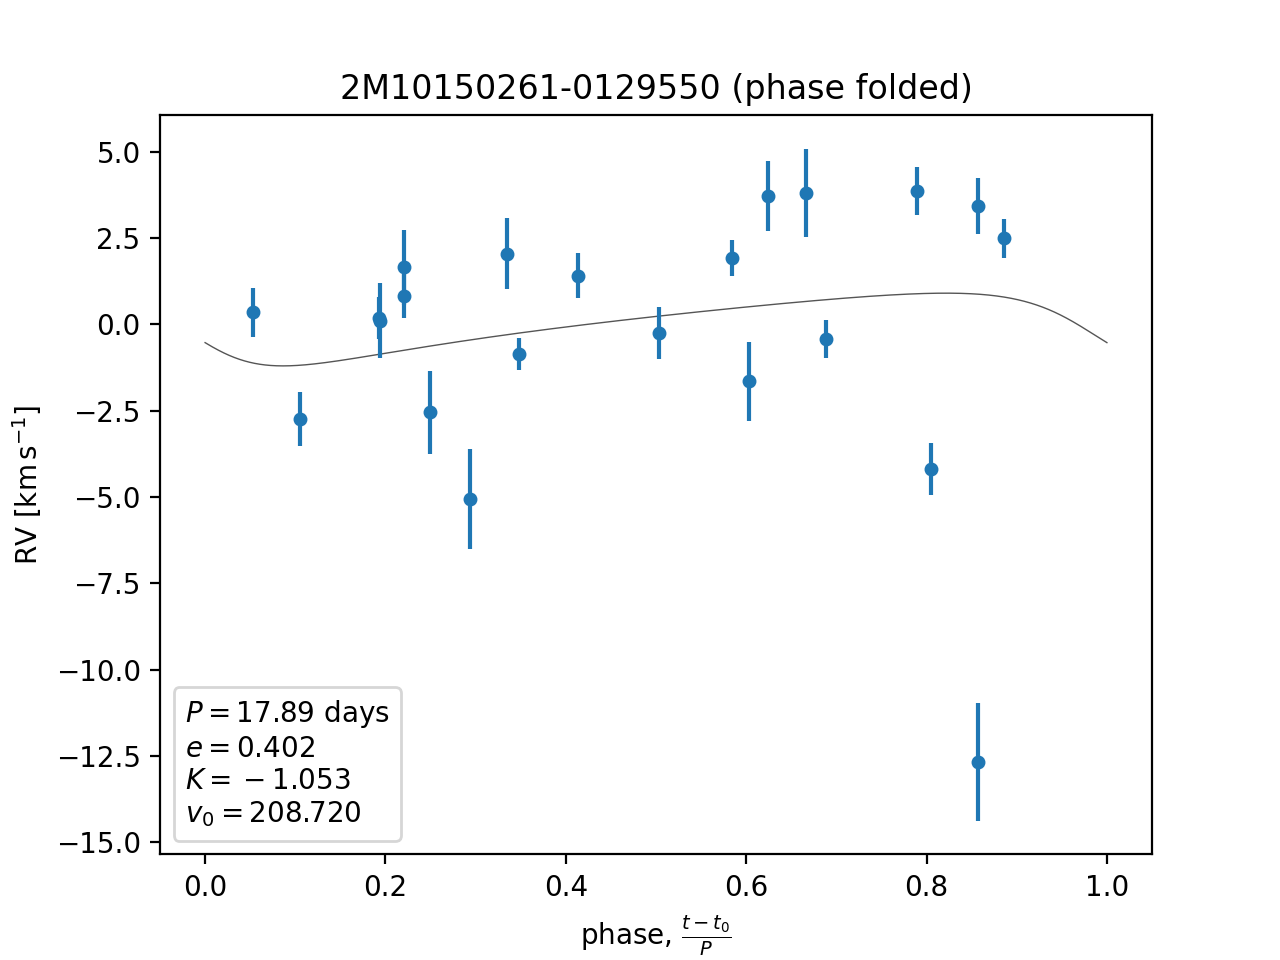 2M10150261-0129550 (phase folded)
5.0
2.5
0.0
−2.5
−5.0
−7.5
−10.0
−12.5
−15.0
RV [km s⁻¹]
P = 17.89 days
e = 0.402
K = −1.053
v₀ = 208.720
0.0 0.2 0.4 0.6 0.8 1.0
phase, (t − t₀)/P